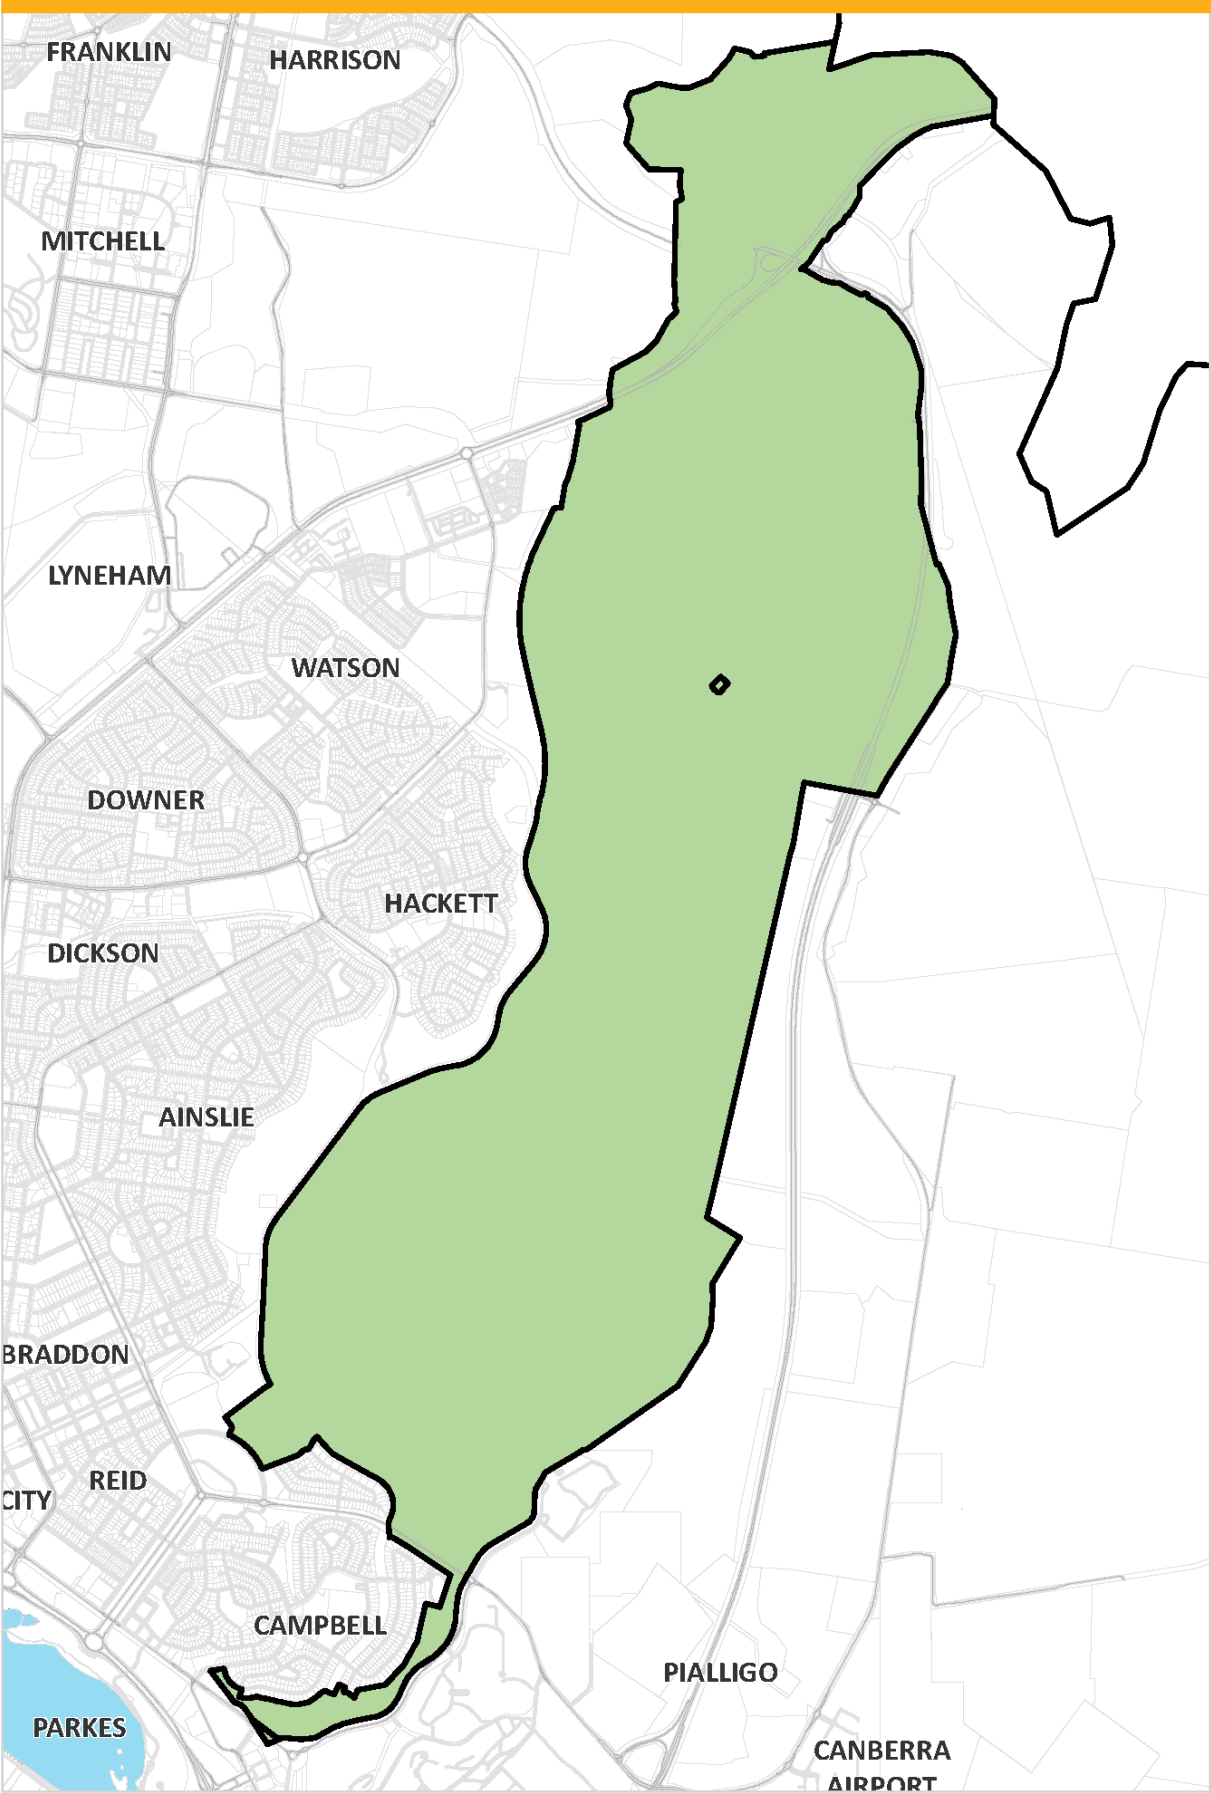 FRANKLIN
HARRISON
MITCHELL
LYNEHAM
WATSON
DOWNER
HACKETT
DICKSON
AINSLIE
BRADDON
REID
CITY
CAMPBELL
PIALLIGO
PARKES
CANBERRA
AIRPORT